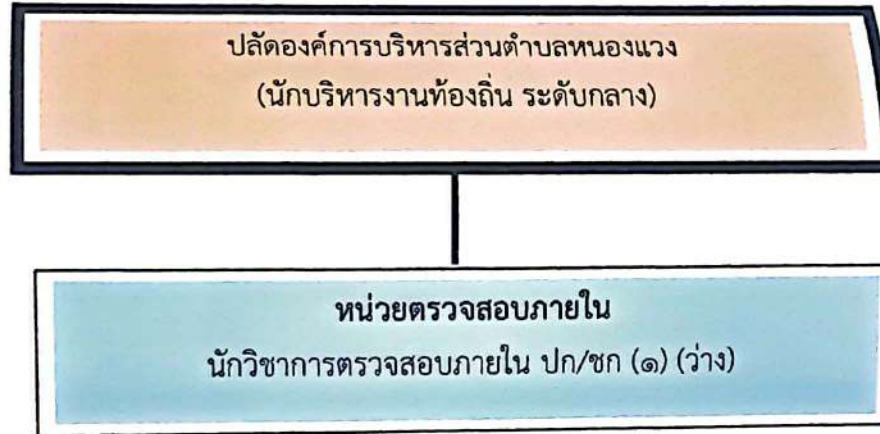 ปลัดองค์การบริหารส่วนตำบลหนองแวง
(นักบริหารงานท้องถิ่น ระดับกลาง)
หน่วยตรวจสอบภายใน
นักวิชาการตรวจสอบภายใน ปก/ชก (๑) (ว่าง)